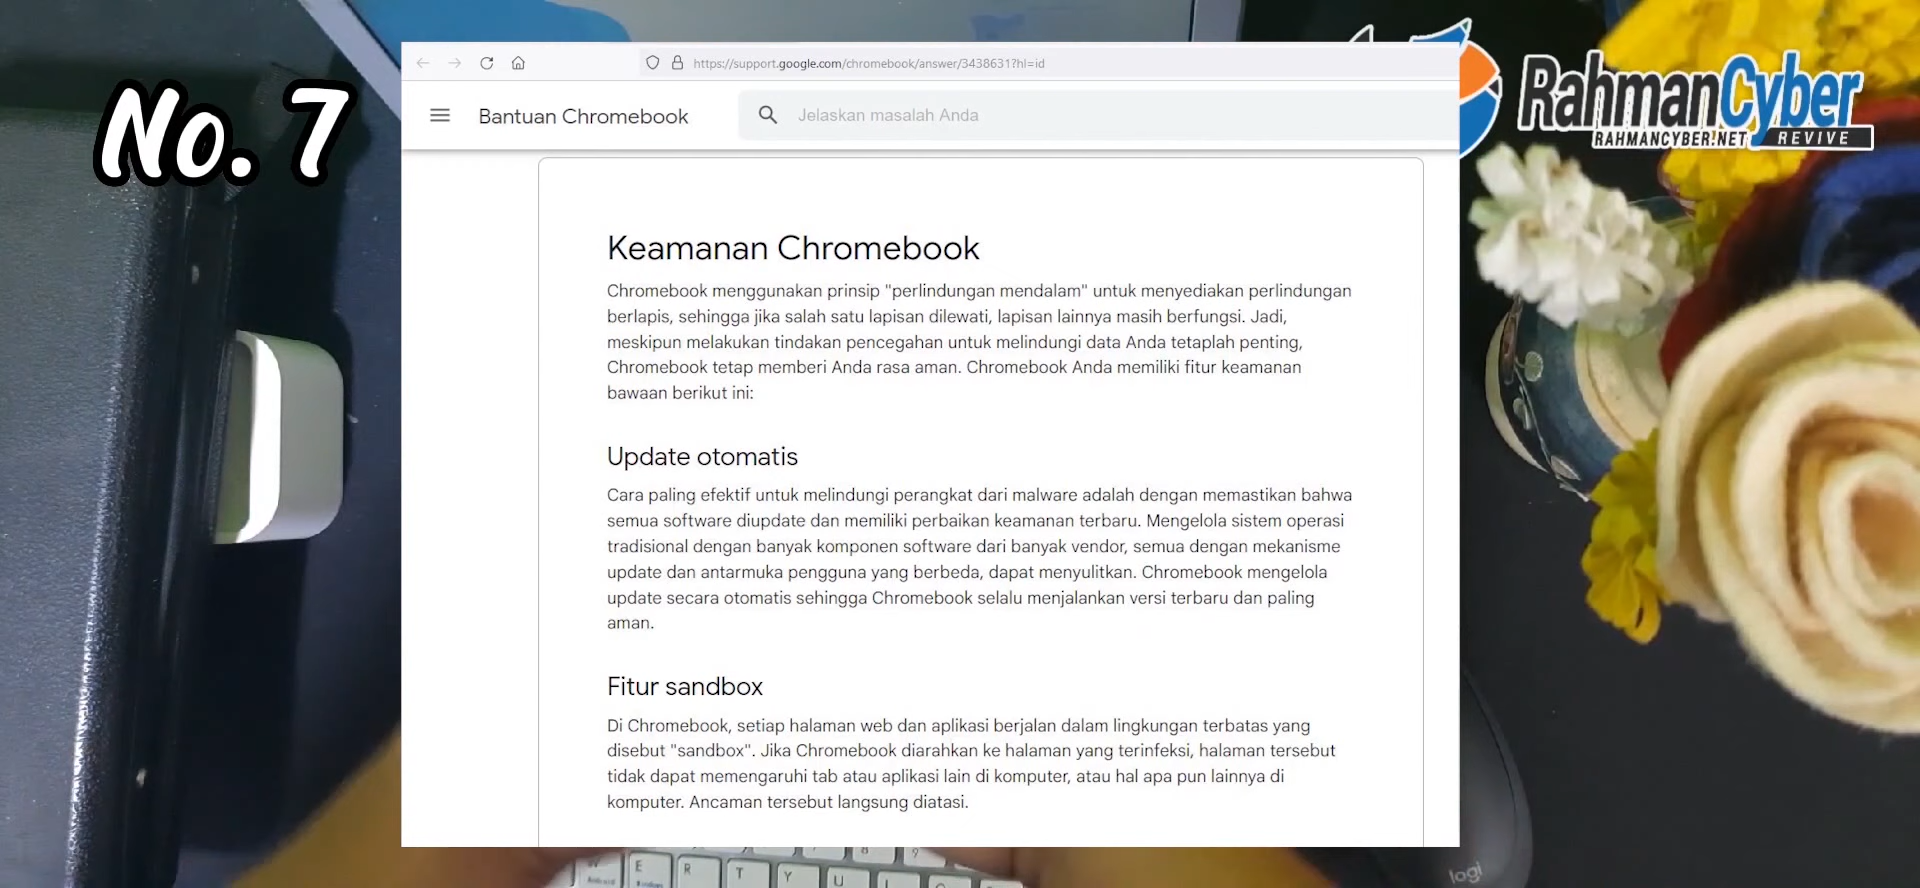 No. 7
https://support.google.com/chromebook/answer/3438631?hl=id
Bantuan Chromebook
Jelaskan masalah Anda
RahmanCyber
RAHMANCYBER.NET REVIVE
Keamanan Chromebook
Chromebook menggunakan prinsip "perlindungan mendalam" untuk menyediakan perlindungan
berlapis, sehingga jika salah satu lapisan dilewati, lapisan lainnya masih berfungsi. Jadi,
meskipun melakukan tindakan pencegahan untuk melindungi data Anda tetaplah penting,
Chromebook tetap memberi Anda rasa aman. Chromebook Anda memiliki fitur keamanan
bawaan berikut ini:
Update otomatis
Cara paling efektif untuk melindungi perangkat dari malware adalah dengan memastikan bahwa
semua software diupdate dan memiliki perbaikan keamanan terbaru. Mengelola sistem operasi
tradisional dengan banyak komponen software dari banyak vendor, semua dengan mekanisme
update dan antarmuka pengguna yang berbeda, dapat menyulitkan. Chromebook mengelola
update secara otomatis sehingga Chromebook selalu menjalankan versi terbaru dan paling
aman.
Fitur sandbox
Di Chromebook, setiap halaman web dan aplikasi berjalan dalam lingkungan terbatas yang
disebut "sandbox". Jika Chromebook diarahkan ke halaman yang terinfeksi, halaman tersebut
tidak dapat memengaruhi tab atau aplikasi lain di komputer, atau hal apa pun lainnya di
komputer. Ancaman tersebut langsung diatasi.
8 9
E R T Y U
logi